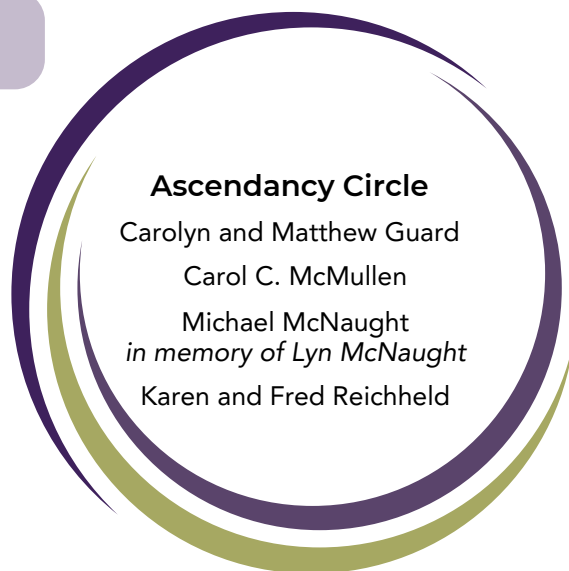 Ascendancy Circle
Carolyn and Matthew Guard
Carol C. McMullen
Michael McNaught
in memory of Lyn McNaught
Karen and Fred Reichheld